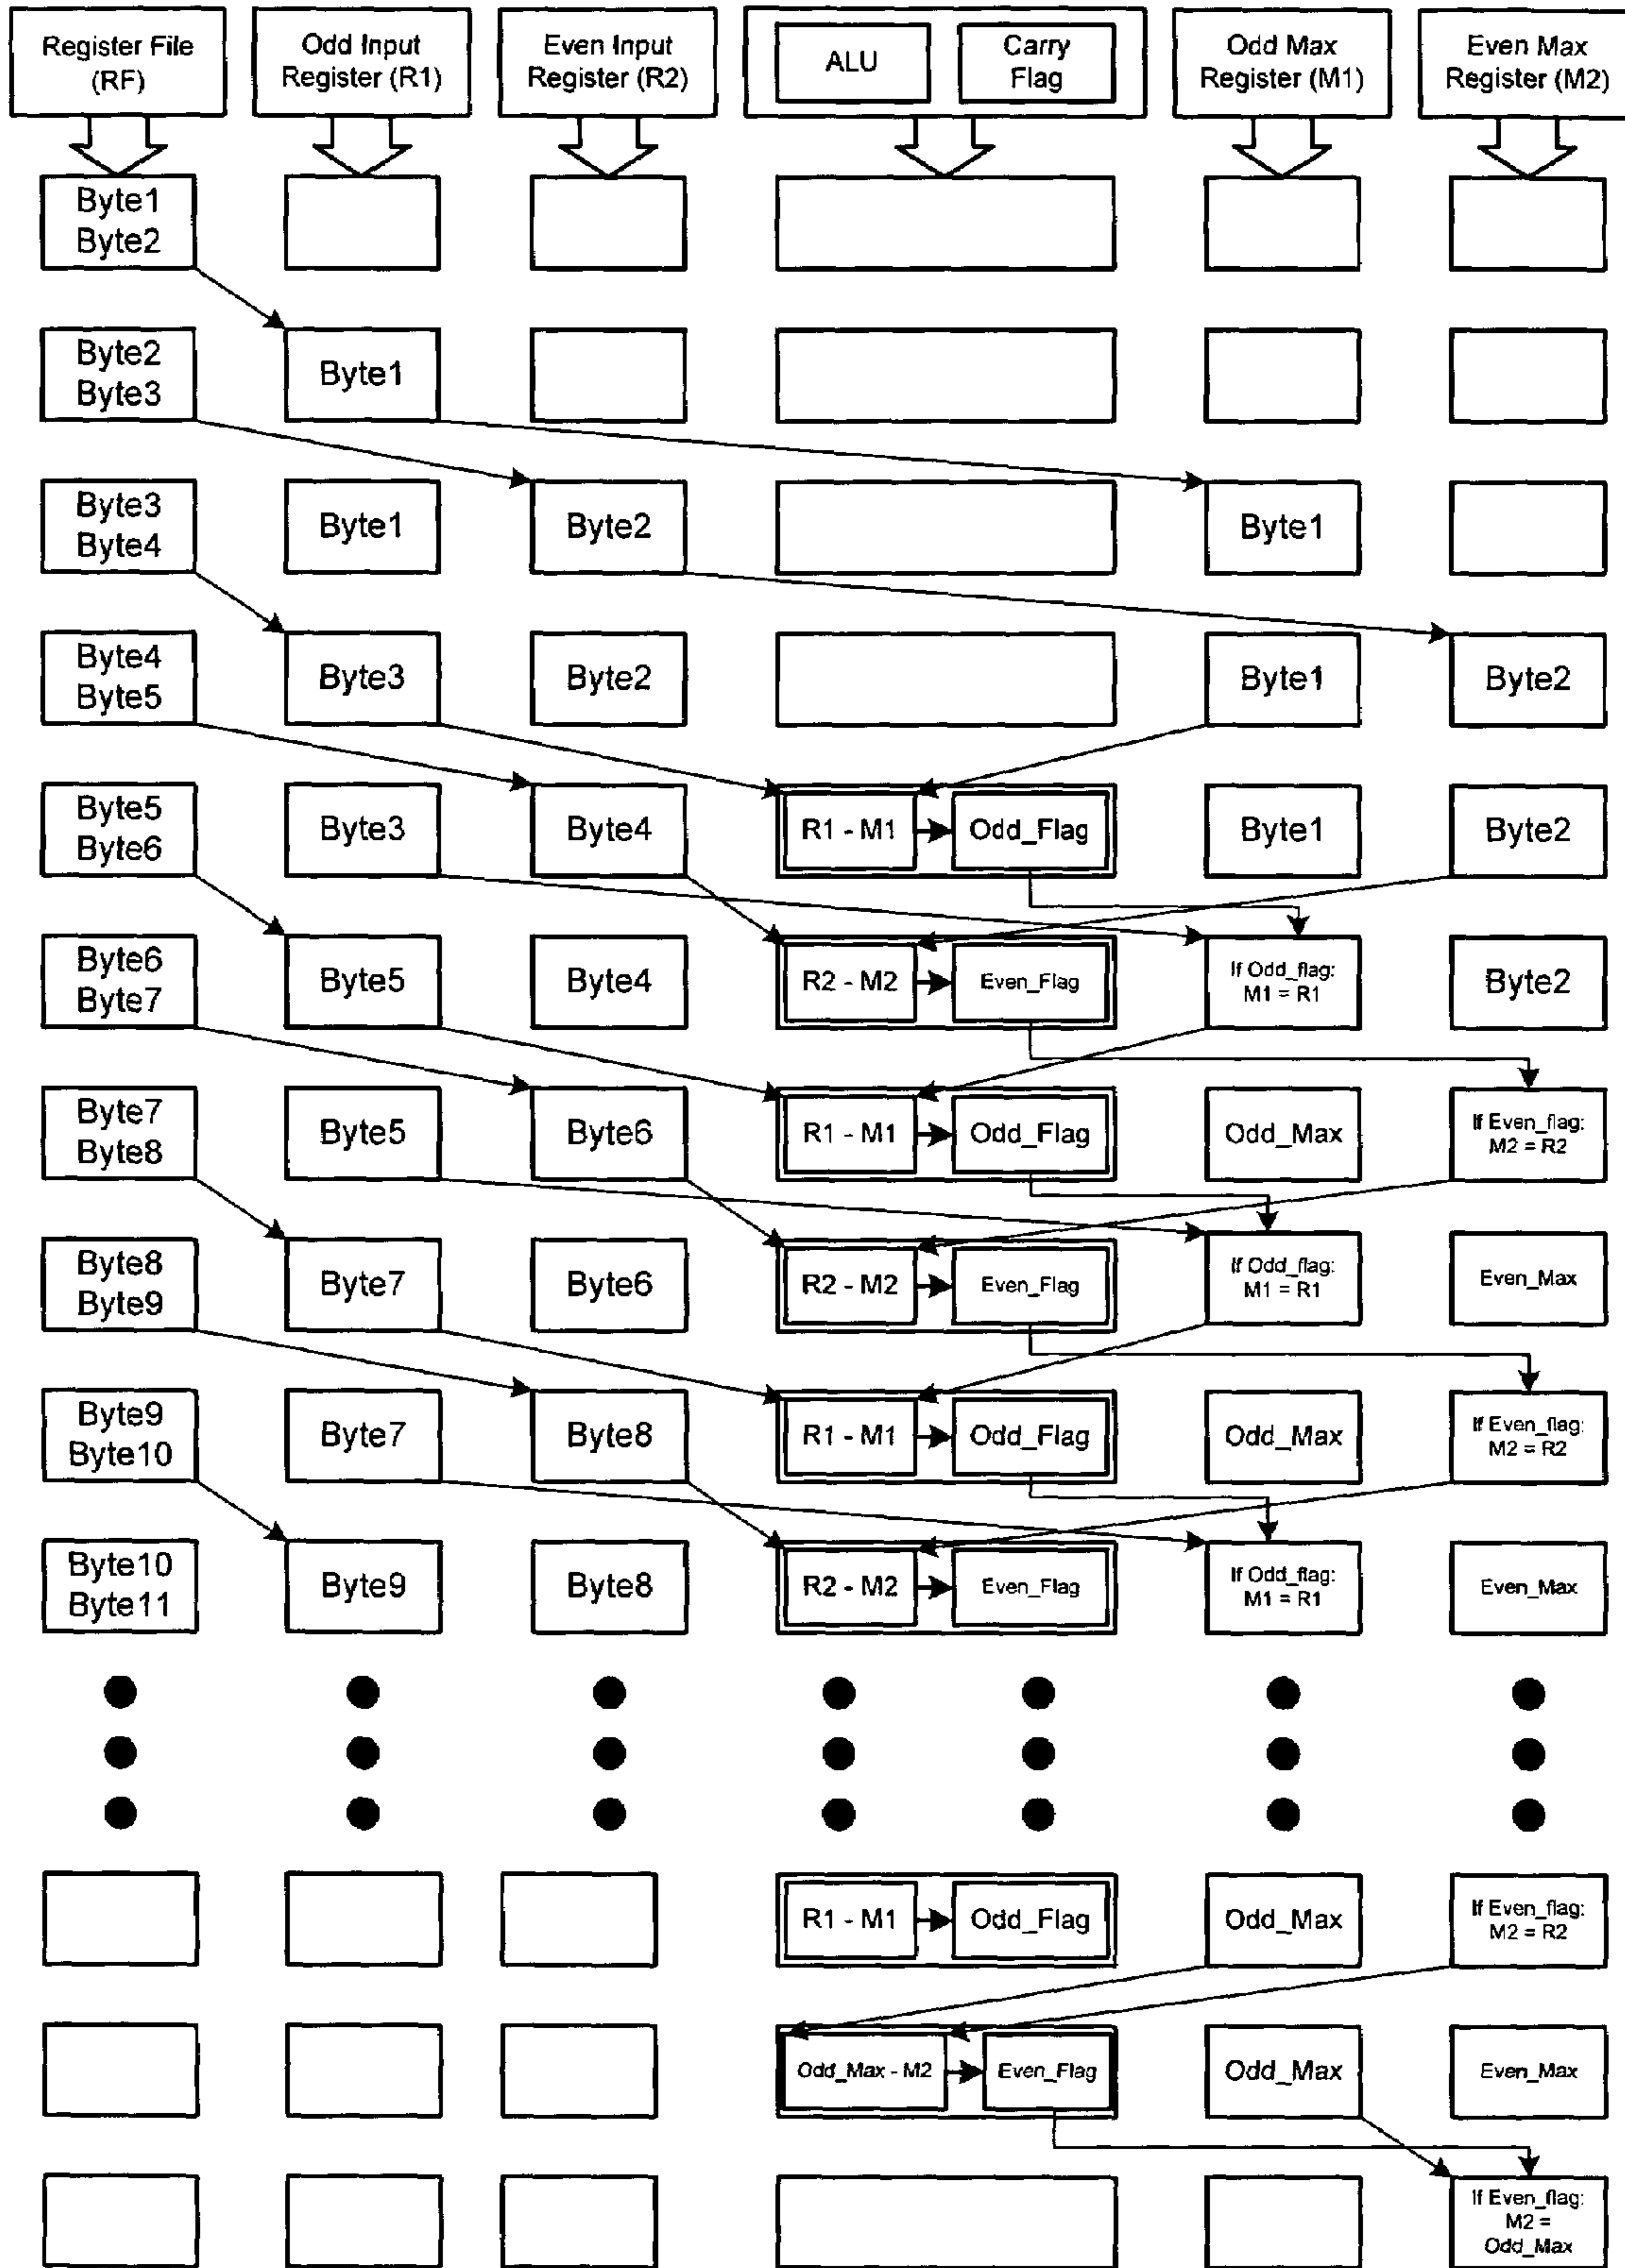 Register File
(RF)
Odd Input
Register (R1)
Even Input
Register (R2)
ALU
Carry
Flag
Odd Max
Register (M1)
Even Max
Register (M2)
Byte1
Byte2
Byte2
Byte3
Byte1
Byte3
Byte4
Byte1
Byte2
Byte1
Byte4
Byte5
Byte3
Byte2
Byte1
Byte2
Byte5
Byte6
Byte3
Byte4
R1 - M1
Odd_Flag
Byte1
Byte2
Byte6
Byte7
Byte5
Byte4
R2 - M2
Even_Flag
If Odd_flag:
M1 = R1
Byte2
Byte7
Byte8
Byte5
Byte6
R1 - M1
Odd_Flag
Odd_Max
If Even_flag:
M2 = R2
Byte8
Byte9
Byte7
Byte6
R2 - M2
Even_Flag
If Odd_flag:
M1 = R1
Even_Max
Byte9
Byte10
Byte7
Byte8
R1 - M1
Odd_Flag
Odd_Max
If Even_flag:
M2 = R2
Byte10
Byte11
Byte9
Byte8
R2 - M2
Even_Flag
If Odd_flag:
M1 = R1
Even_Max
R1 - M1
Odd_Flag
Odd_Max
If Even_flag:
M2 = R2
Odd_Max - M2
Even_Flag
Odd_Max
Even_Max
If Even_flag:
M2 =
Odd_Max